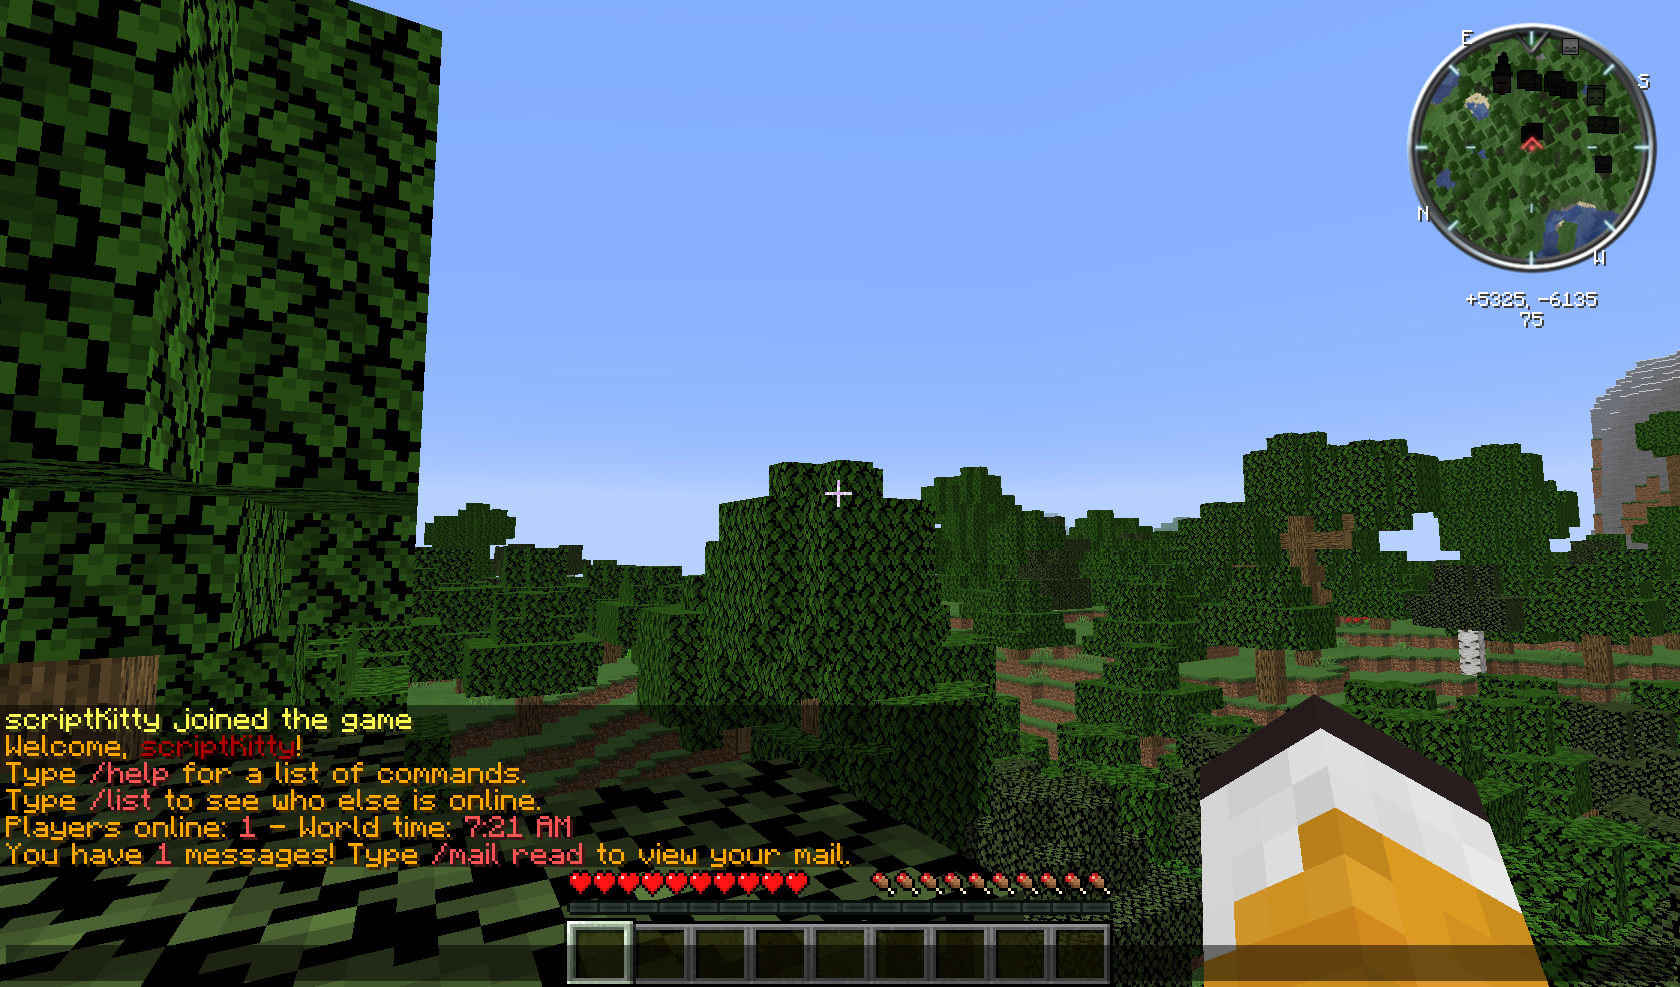 E
S
N
W
+5325, -6135
75
scriptKitty joined the game
Welcome, scriptKitty!
Type /help for a list of commands.
Type /list to see who else is online.
Players online: 1 - World time: 7:21 AM
You have 1 messages! Type /mail read to view your mail.